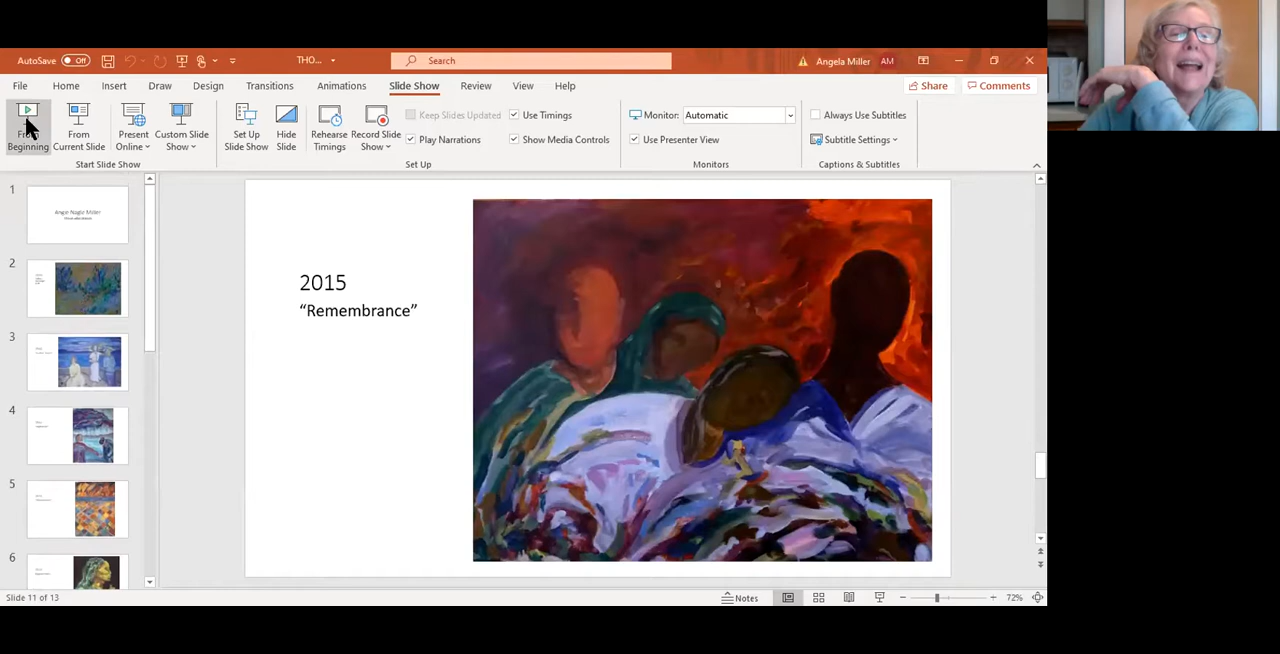 AutoSave Off THO... Search Angela Miller AM
File Home Insert Draw Design Transitions Animations Slide Show Review View Help Share Comments
From Beginning
From Current Slide
Present Online
Custom Slide Show
Start Slide Show
Set Up Slide Show
Hide Slide
Rehearse Timings
Record Slide Show
Keep Slides Updated
Play Narrations
Use Timings
Show Media Controls
Set Up
Monitor: Automatic
Use Presenter View
Monitors
Always Use Subtitles
Subtitle Settings
Captions & Subtitles
1
Angie Nagle Miller
2
3
4
5
6
2015
“Remembrance”
Slide 11 of 13 Notes 72%